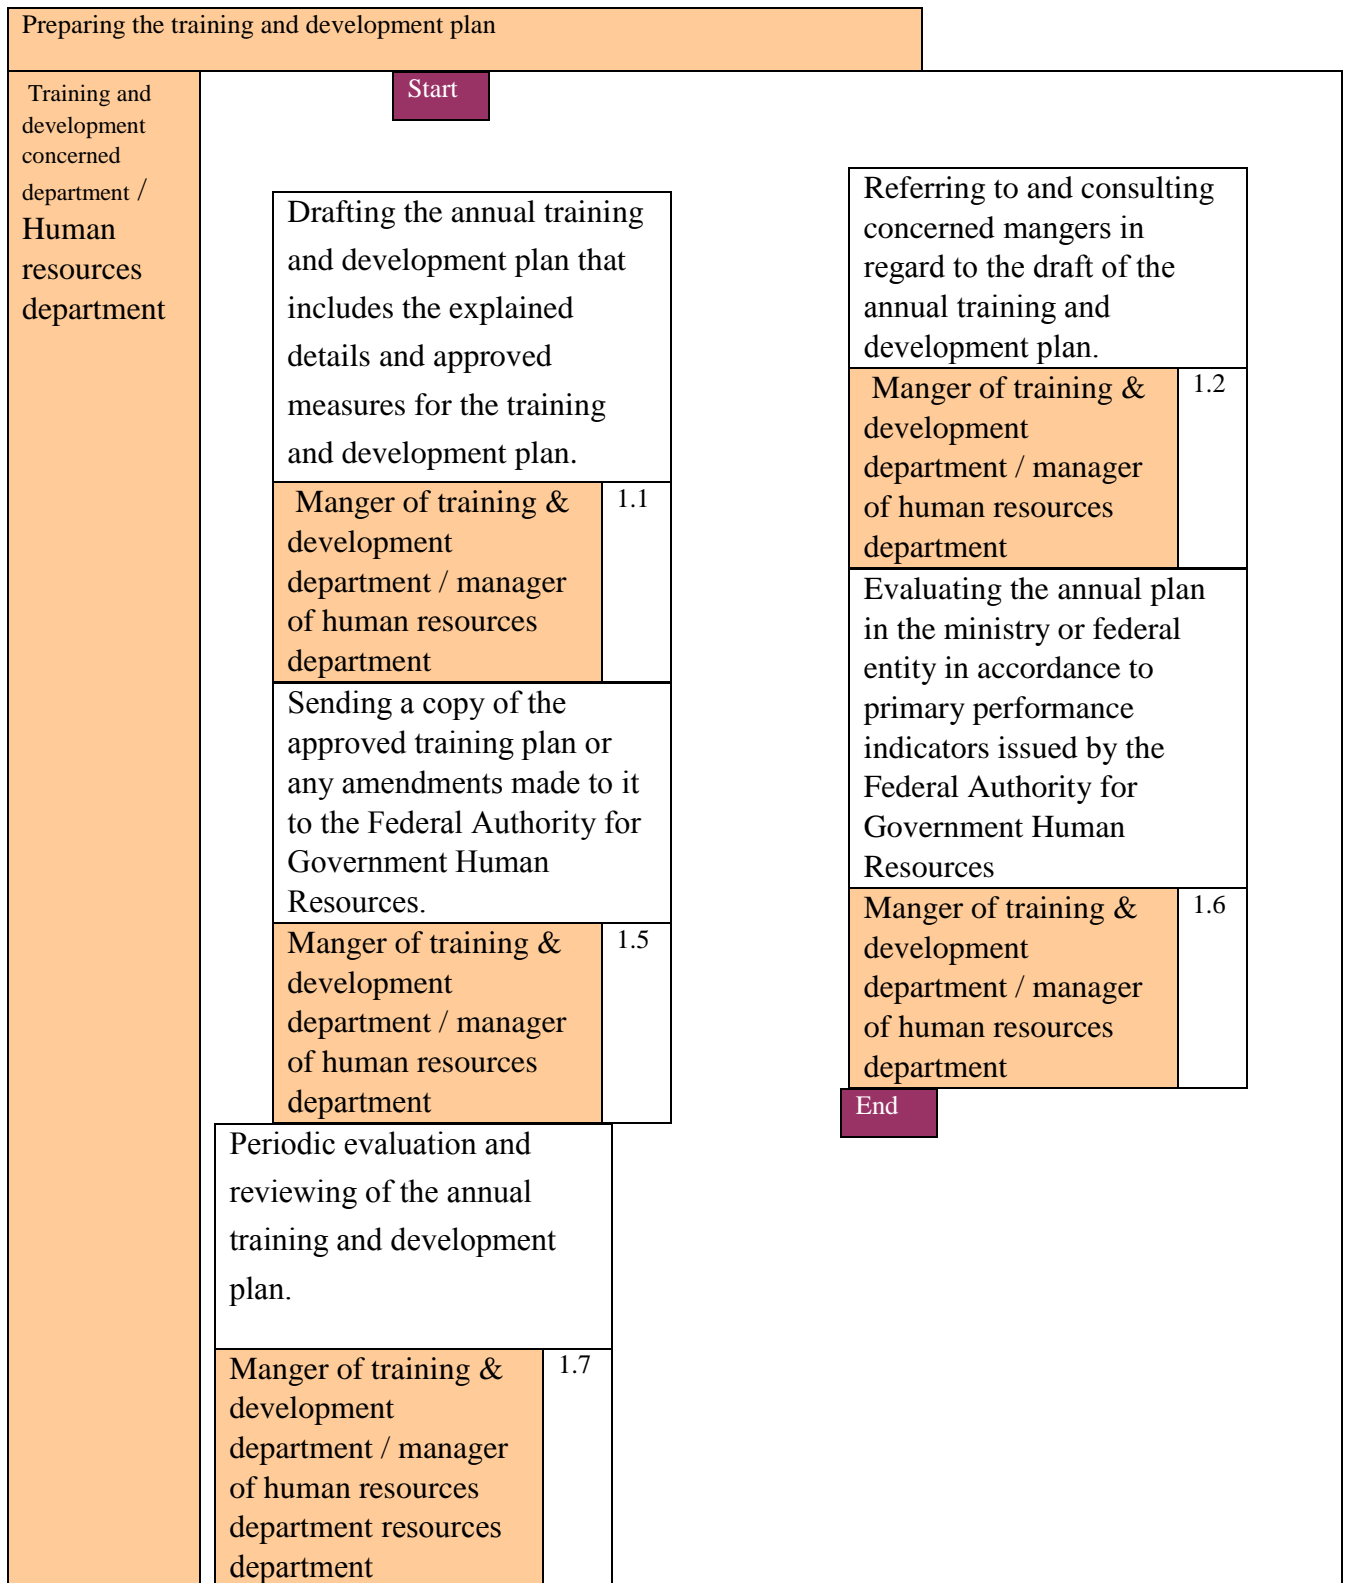 Preparing the training and development plan
Training and
development
concerned
department /
Human
resources
department
Start
Drafting the annual training
and development plan that
includes the explained
details and approved
measures for the training
and development plan.
Manger of training &
development
department / manager
of human resources
department
1.1
Referring to and consulting
concerned mangers in
regard to the draft of the
annual training and
development plan.
Manger of training &
development
department / manager
of human resources
department
1.2
Sending a copy of the
approved training plan or
any amendments made to it
to the Federal Authority for
Government Human
Resources.
Manger of training &
development
department / manager
of human resources
department
1.5
Evaluating the annual plan
in the ministry or federal
entity in accordance to
primary performance
indicators issued by the
Federal Authority for
Government Human
Resources
Manger of training &
development
department / manager
of human resources
department
1.6
End
Periodic evaluation and
reviewing of the annual
training and development
plan.
Manger of training &
development
department / manager
of human resources
department resources
department
1.7